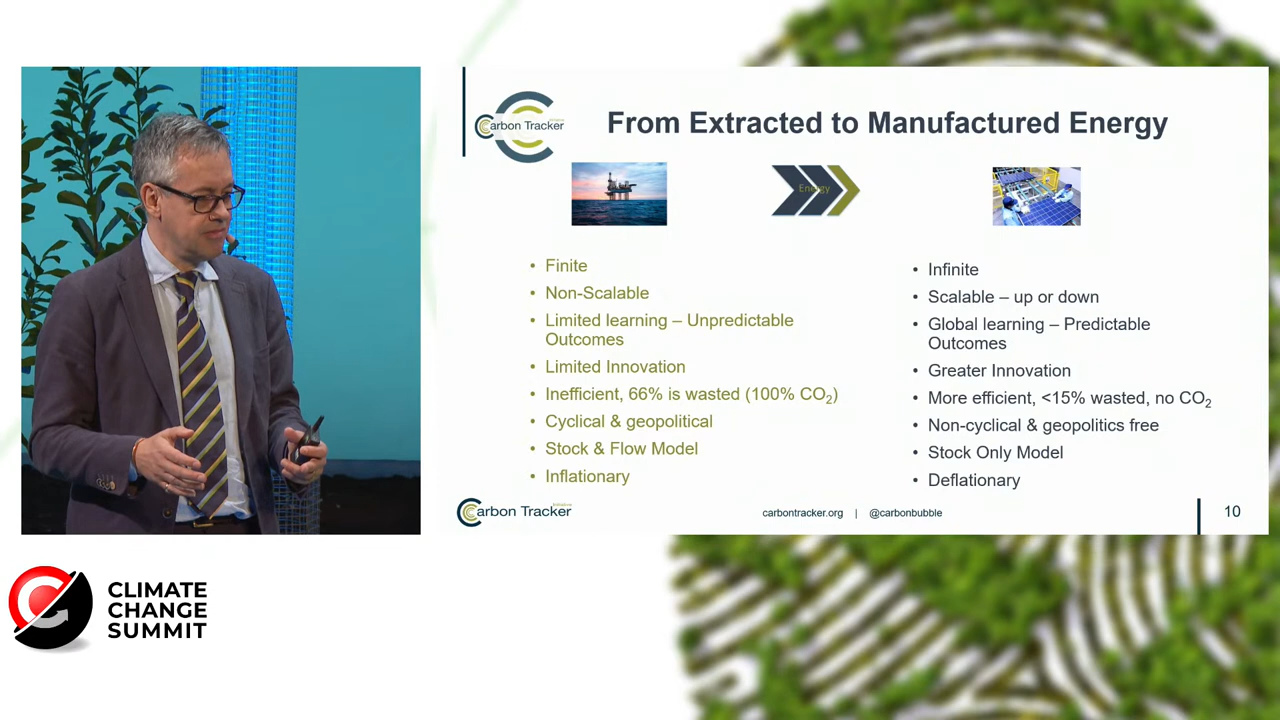 Carbon Tracker
Initiative
From Extracted to Manufactured Energy
Energy
• Finite
• Non-Scalable
• Limited learning – Unpredictable
Outcomes
• Limited Innovation
• Inefficient, 66% is wasted (100% CO₂)
• Cyclical & geopolitical
• Stock & Flow Model
• Inflationary
• Infinite
• Scalable – up or down
• Global learning – Predictable
Outcomes
• Greater Innovation
• More efficient, <15% wasted, no CO₂
• Non-cyclical & geopolitics free
• Stock Only Model
• Deflationary
Carbon Tracker
Initiative
carbontracker.org | @carbonbubble
10
CLIMATE
CHANGE
SUMMIT